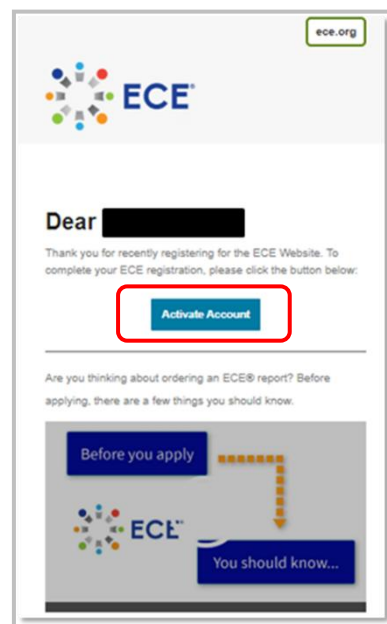 ece.org
ECE®
Dear
Thank you for recently registering for the ECE Website. To
complete your ECE registration, please click the button below:
Activate Account
Are you thinking about ordering an ECE® report? Before
applying, there are a few things you should know.
Before you apply
ECE
You should know...